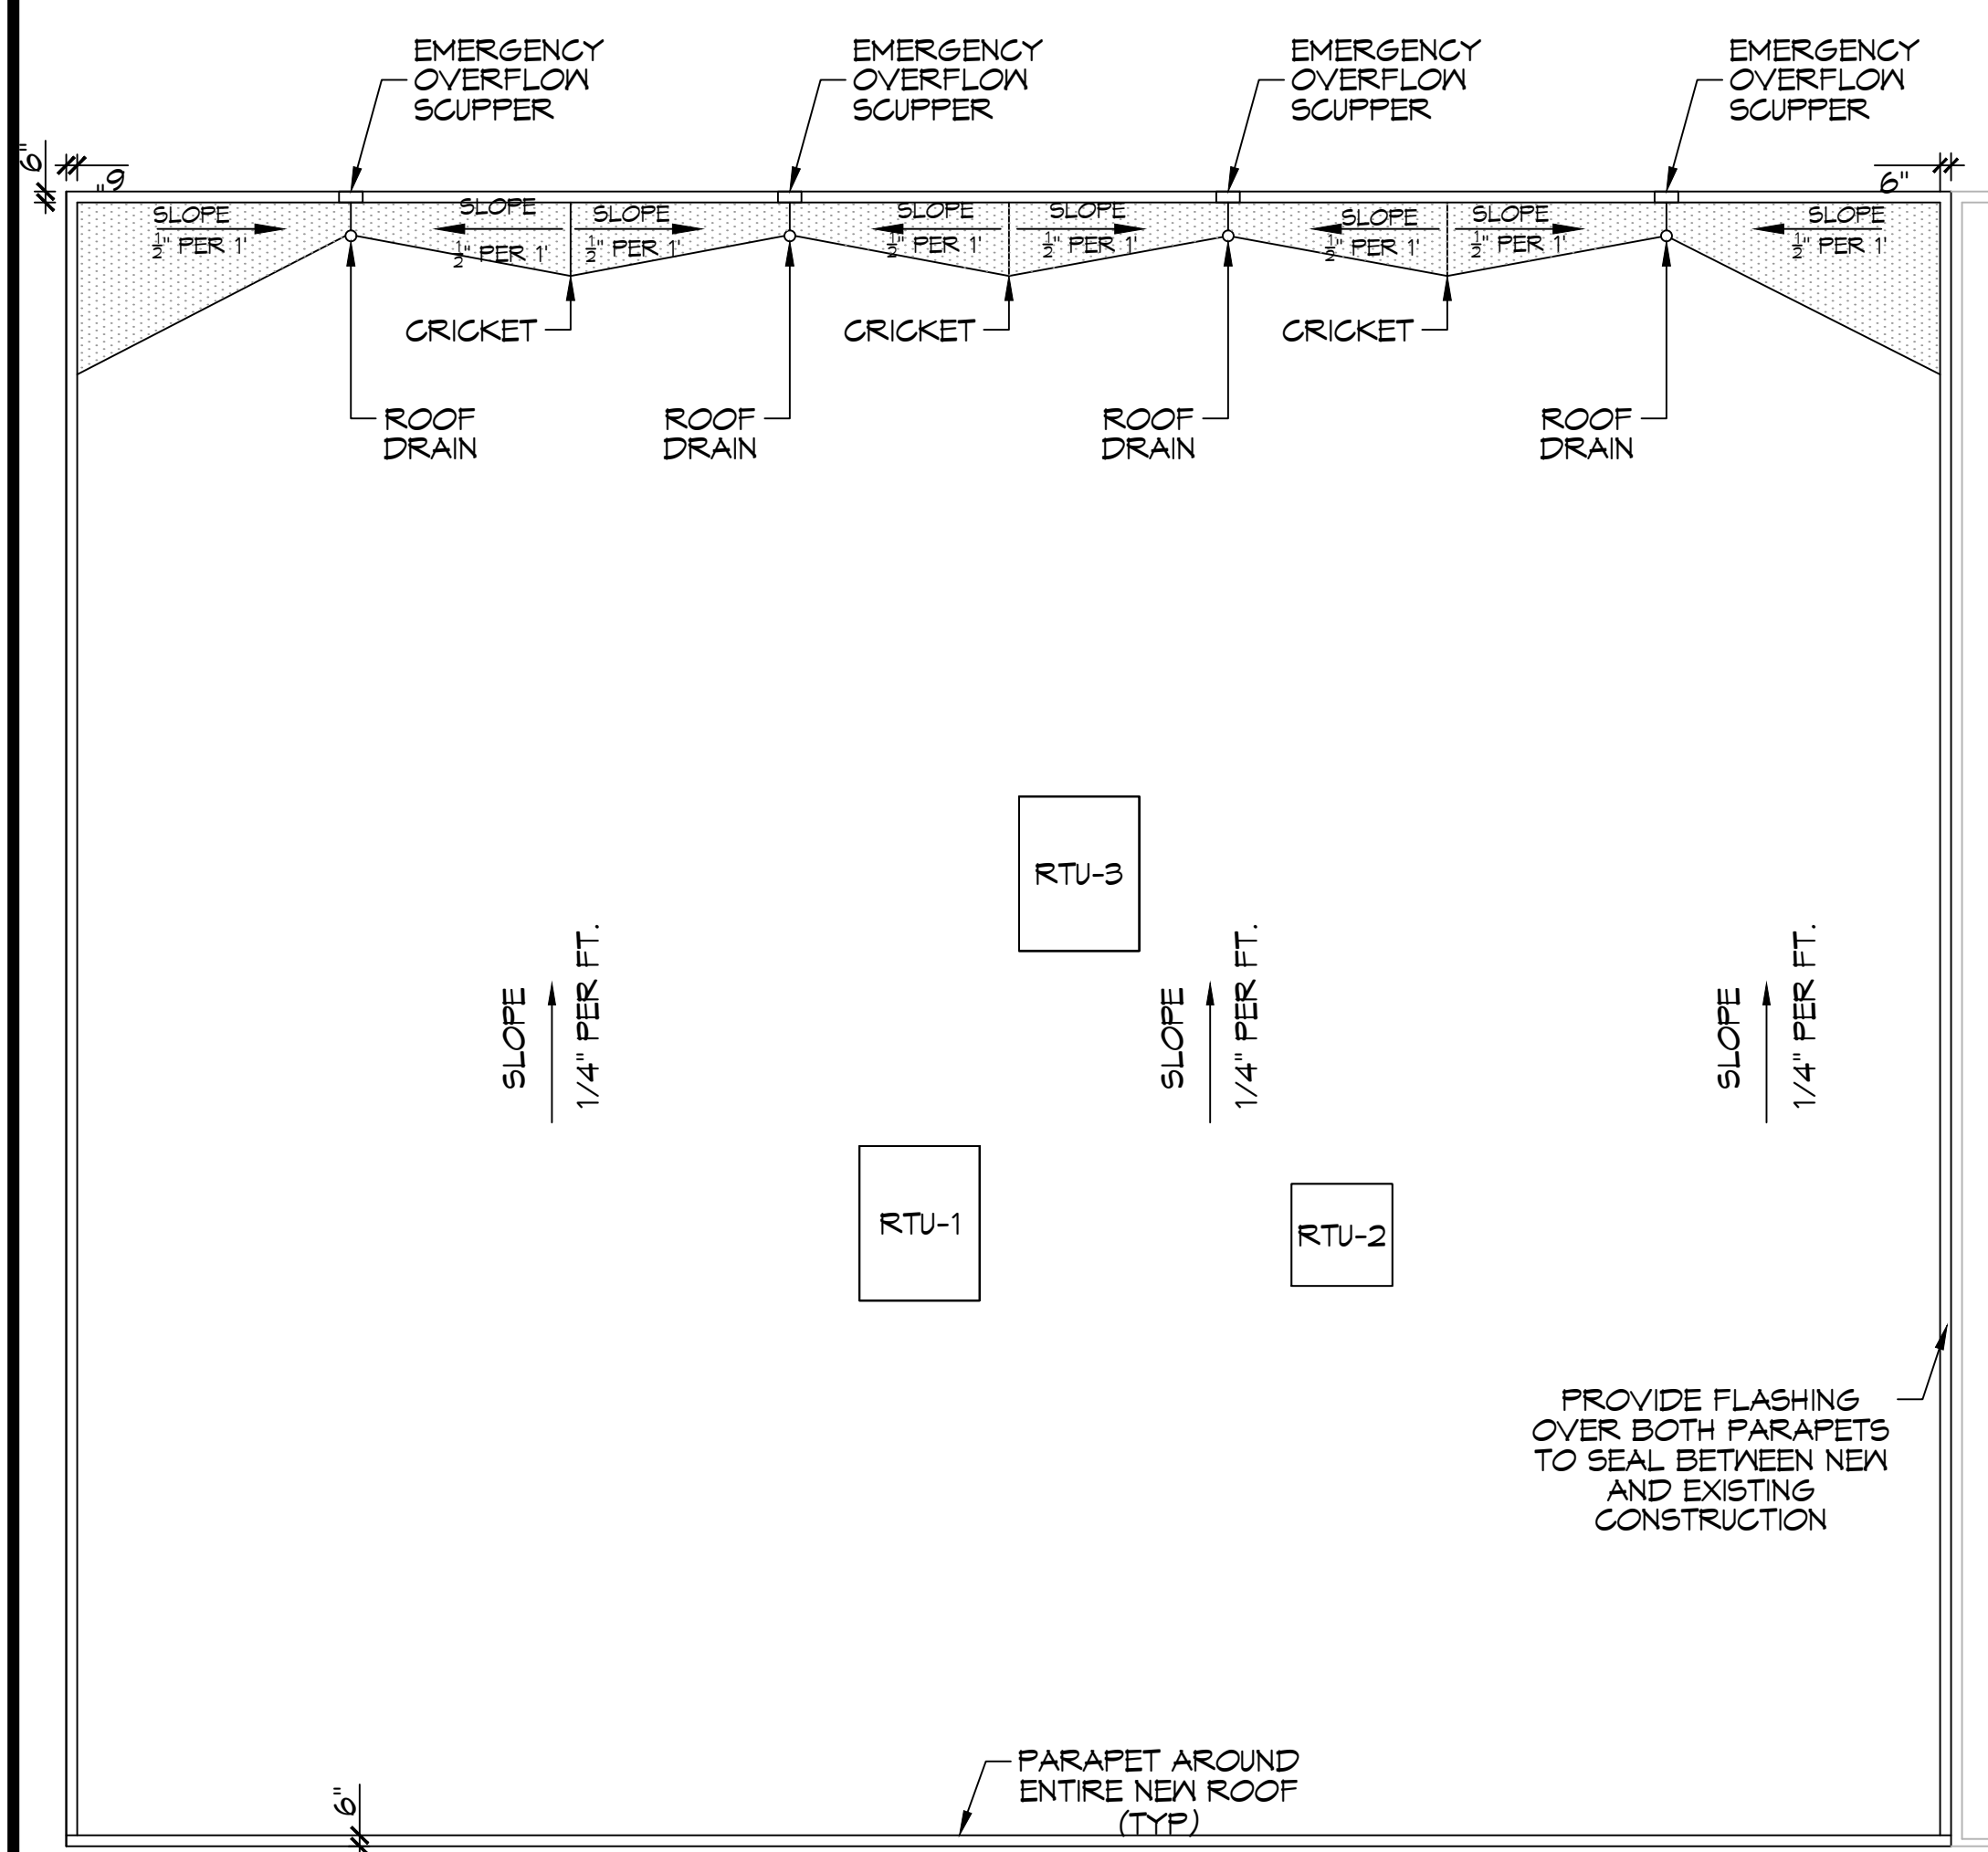 EMERGENCY
OVERFLOW
SCUPPER
EMERGENCY
OVERFLOW
SCUPPER
EMERGENCY
OVERFLOW
SCUPPER
EMERGENCY
OVERFLOW
SCUPPER
6"
6"
6"
SLOPE
1/2" PER 1'
SLOPE
1/2" PER 1'
SLOPE
1/2" PER 1'
SLOPE
1/2" PER 1'
SLOPE
1/2" PER 1'
SLOPE
1/2" PER 1'
SLOPE
1/2" PER 1'
SLOPE
1/2" PER 1'
CRICKET
CRICKET
CRICKET
ROOF
DRAIN
ROOF
DRAIN
ROOF
DRAIN
ROOF
DRAIN
RTU-3
SLOPE
1/4" PER FT.
SLOPE
1/4" PER FT.
SLOPE
1/4" PER FT.
RTU-1
RTU-2
PROVIDE FLASHING
OVER BOTH PARAPETS
TO SEAL BETWEEN NEW
AND EXISTING
CONSTRUCTION
PARAPET AROUND
ENTIRE NEW ROOF
(TYP)
6"